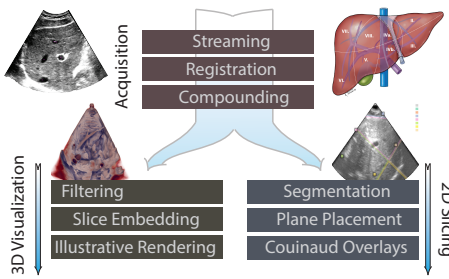 Acquisition
Streaming
Registration
Compounding
3D Visualization
Filtering
Slice Embedding
Illustrative Rendering
Segmentation
Plane Placement
Couinaud Overlays
2D Slicing